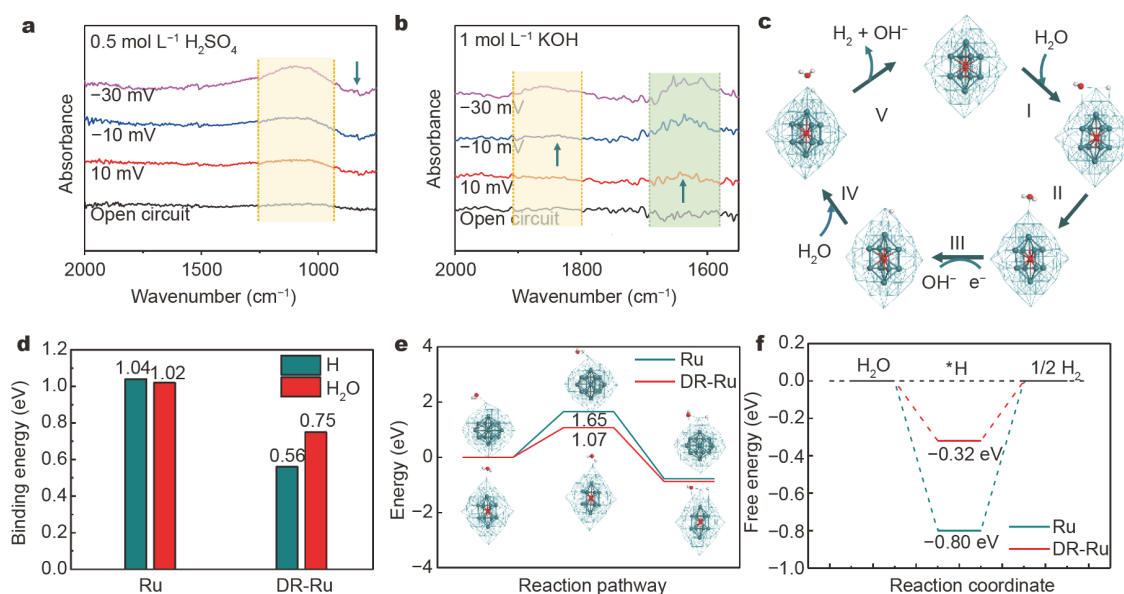 a
0.5 mol L⁻¹ H₂SO₄
−30 mV
−10 mV
10 mV
Open circuit
Absorbance
2000 1500 1000
Wavenumber (cm⁻¹)
b
1 mol L⁻¹ KOH
−30 mV
−10 mV
10 mV
Open circuit
Absorbance
2000 1800 1600
Wavenumber (cm⁻¹)
c
H₂ + OH⁻
H₂O
V
I
IV
II
III
H₂O
OH⁻ e⁻
d
1.2
1.0
0.8
0.6
0.4
0.2
0.0
Binding energy (eV)
1.04
1.02
0.56
0.75
H
H₂O
Ru DR-Ru
e
4
2
0
−2
−4
Energy (eV)
Ru
DR-Ru
1.65
1.07
Reaction pathway
f
0.0
−0.2
−0.4
−0.6
−0.8
−1.0
Free energy (eV)
H₂O *H 1/2 H₂
−0.32 eV
−0.80 eV
Ru
DR-Ru
Reaction coordinate